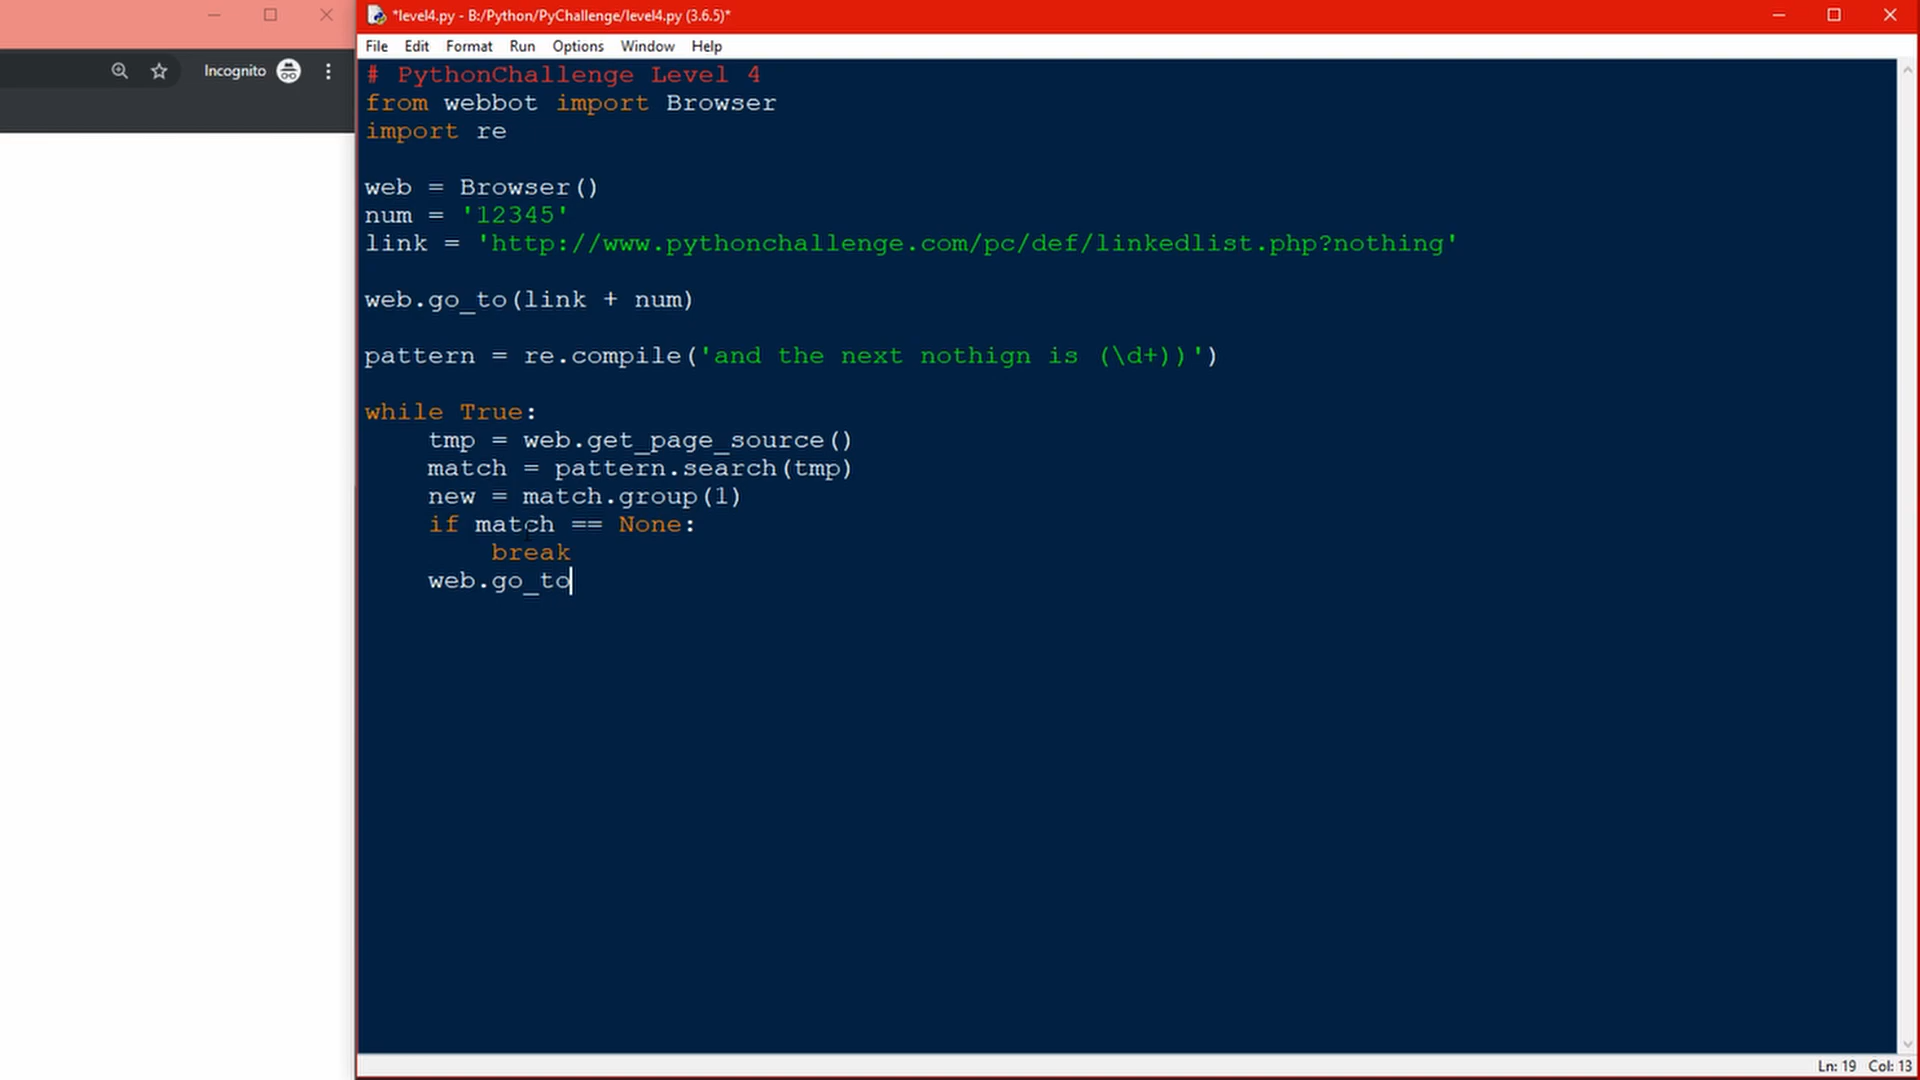 *level4.py - B:/Python/PyChallenge/level4.py (3.6.5)*
File Edit Format Run Options Window Help
Incognito
# PythonChallenge Level 4
from webbot import Browser
import re
web = Browser()
num = '12345'
link = 'http://www.pythonchallenge.com/pc/def/linkedlist.php?nothing'
web.go_to(link + num)
pattern = re.compile('and the next nothign is (\d+))')
while True:
    tmp = web.get_page_source()
    match = pattern.search(tmp)
    new = match.group(1)
    if match == None:
        break
    web.go_to
Ln: 19 Col: 13